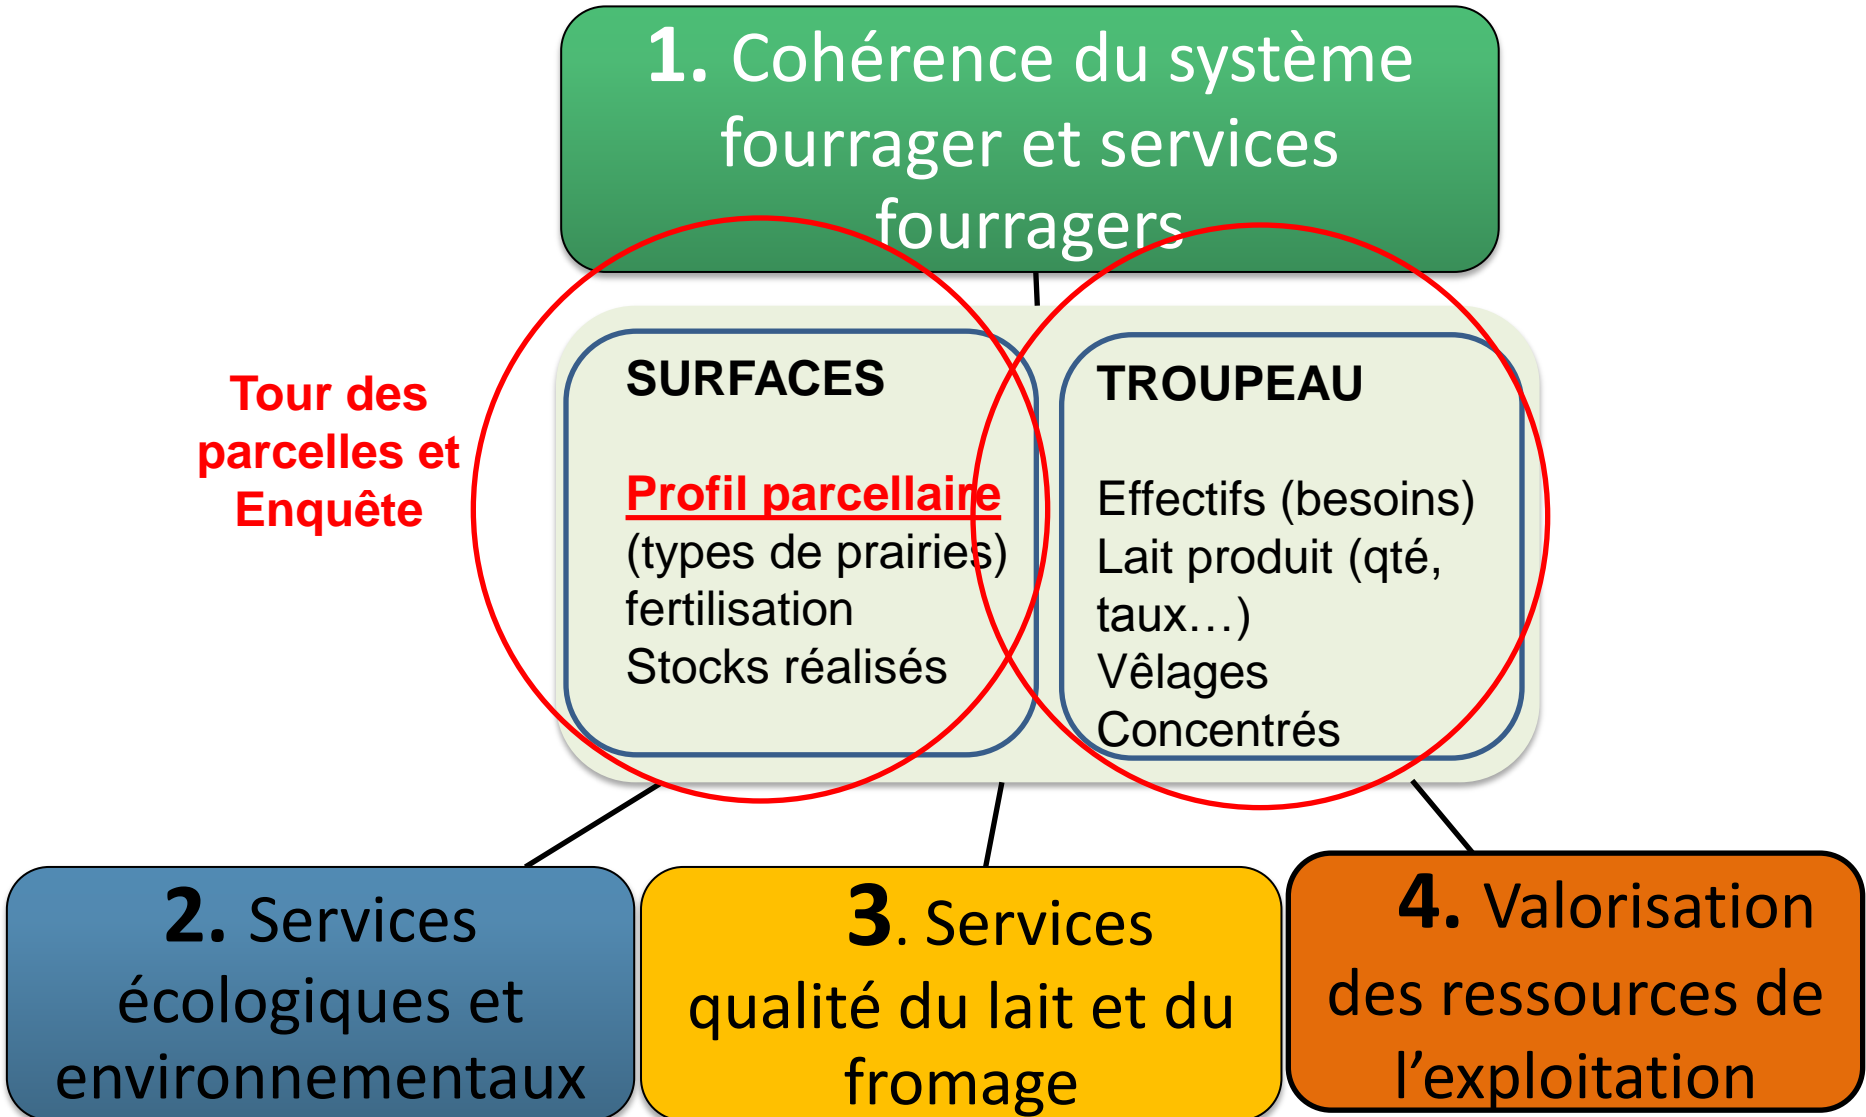 1. Cohérence du système
fourrager et services
fourragers
Tour des
parcelles et
Enquête
SURFACES
Profil parcellaire
(types de prairies)
fertilisation
Stocks réalisés
TROUPEAU
Effectifs (besoins)
Lait produit (qté,
taux…)
Vêlages
Concentrés
2. Services
écologiques et
environnementaux
3. Services
qualité du lait et du
fromage
4. Valorisation
des ressources de
l’exploitation